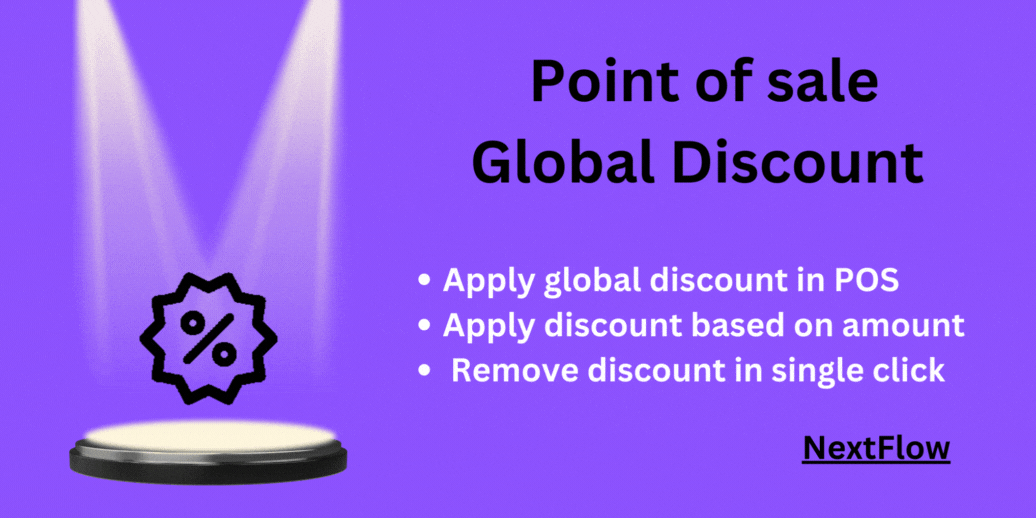 Point of sale
Global Discount
• Apply global discount in POS
• Apply discount based on amount
• Remove discount in single click
NextFlow
%